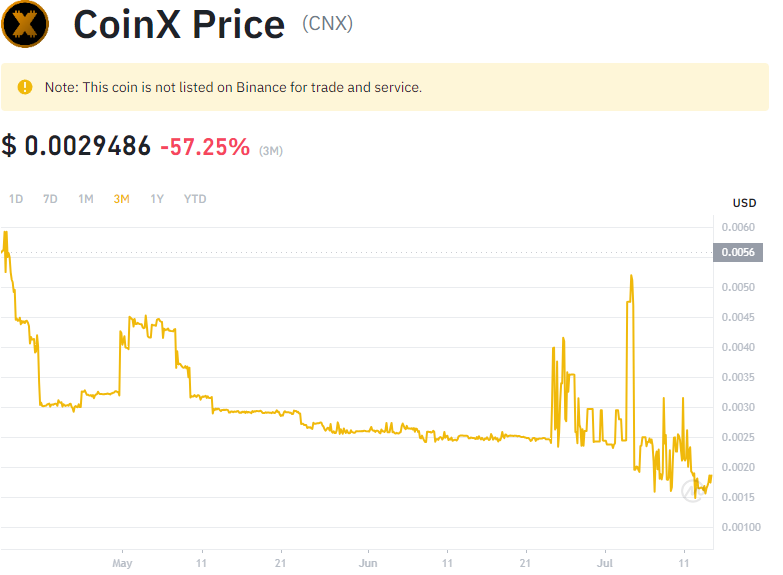 CoinX Price (CNX)
Note: This coin is not listed on Binance for trade and service.
$ 0.0029486 -57.25% (3M)
1D 7D 1M 3M 1Y YTD
USD
0.0060
0.0056
0.0050
0.0045
0.0040
0.0035
0.0030
0.0025
0.0020
0.0015
0.00100
May 11 21 Jun 11 21 Jul 11